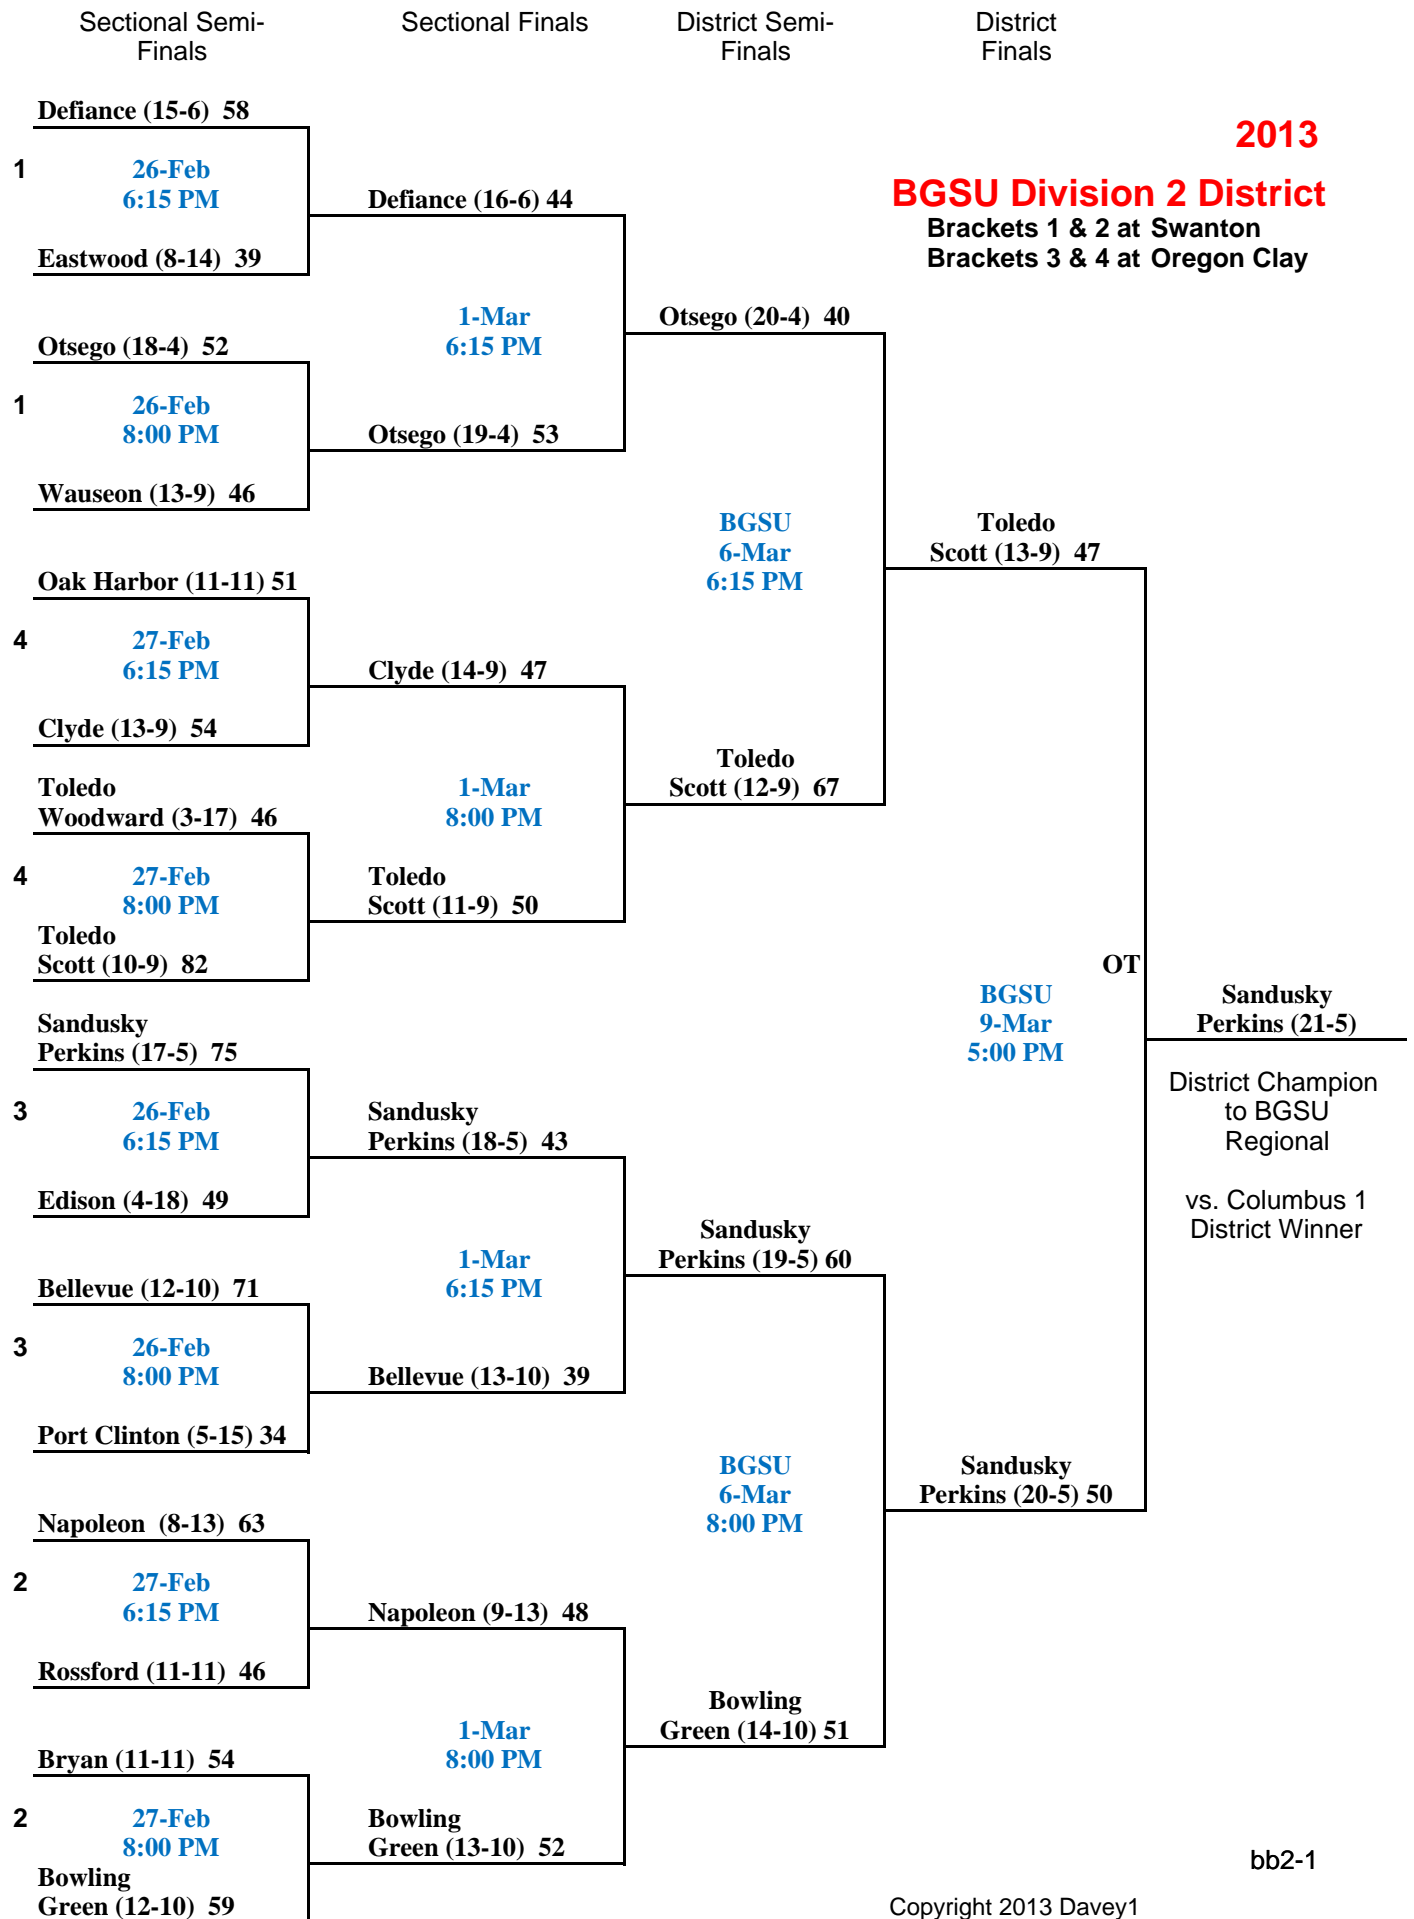 Sectional Semi-
Finals
Sectional Finals
District Semi-
Finals
District
Finals
2013
BGSU Division 2 District
Brackets 1 & 2 at Swanton
Brackets 3 & 4 at Oregon Clay
Defiance (15-6) 58
1
26-Feb
6:15 PM
Eastwood (8-14) 39
Otsego (18-4) 52
1
26-Feb
8:00 PM
Wauseon (13-9) 46
Oak Harbor (11-11) 51
4
27-Feb
6:15 PM
Clyde (13-9) 54
Toledo
Woodward (3-17) 46
4
27-Feb
8:00 PM
Toledo
Scott (10-9) 82
Sandusky
Perkins (17-5) 75
3
26-Feb
6:15 PM
Edison (4-18) 49
Bellevue (12-10) 71
3
26-Feb
8:00 PM
Port Clinton (5-15) 34
Napoleon (8-13) 63
2
27-Feb
6:15 PM
Rossford (11-11) 46
Bryan (11-11) 54
2
27-Feb
8:00 PM
Bowling
Green (12-10) 59
Defiance (16-6) 44
1-Mar
6:15 PM
Otsego (19-4) 53
Clyde (14-9) 47
1-Mar
8:00 PM
Toledo
Scott (11-9) 50
Sandusky
Perkins (18-5) 43
1-Mar
6:15 PM
Bellevue (13-10) 39
Napoleon (9-13) 48
1-Mar
8:00 PM
Bowling
Green (13-10) 52
Otsego (20-4) 40
BGSU
6-Mar
6:15 PM
Toledo
Scott (12-9) 67
Sandusky
Perkins (19-5) 60
BGSU
6-Mar
8:00 PM
Bowling
Green (14-10) 51
Toledo
Scott (13-9) 47
OT
BGSU
9-Mar
5:00 PM
Sandusky
Perkins (20-5) 50
Sandusky
Perkins (21-5)
District Champion
to BGSU
Regional
vs. Columbus 1
District Winner
bb2-1
Copyright 2013 Davey1